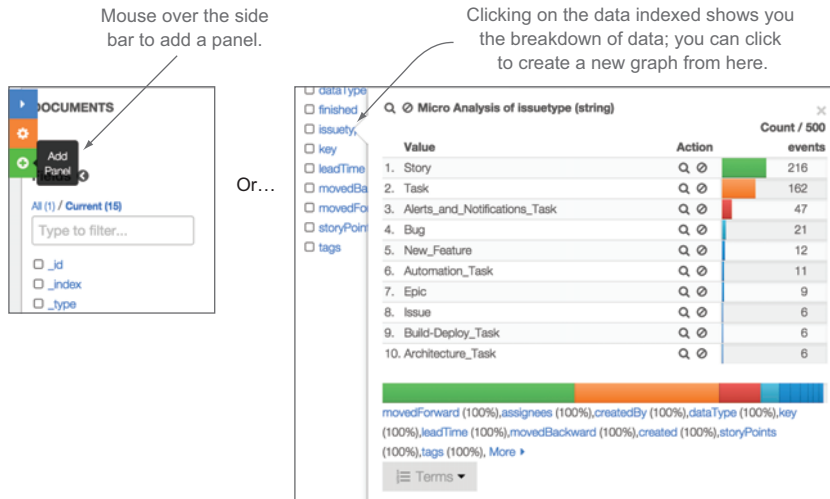 Mouse over the side
bar to add a panel.
Clicking on the data indexed shows you
the breakdown of data; you can click
to create a new graph from here.
DOCUMENTS
Add
Panel
Fields
All (1) / Current (15)
Type to filter...
_id
_index
_type
Or…
dataType
finished
issuety
key
leadTime
movedBa
movedFo
storyPoin
tags
Micro Analysis of issuetype (string)
Count / 500
Value Action events
1. Story 216
2. Task 162
3. Alerts_and_Notifications_Task 47
4. Bug 21
5. New_Feature 12
6. Automation_Task 11
7. Epic 9
8. Issue 6
9. Build-Deploy_Task 6
10. Architecture_Task 6
movedForward (100%),assignees (100%),createdBy (100%),dataType (100%),key
(100%),leadTime (100%),movedBackward (100%),created (100%),storyPoints
(100%),tags (100%), More
Terms